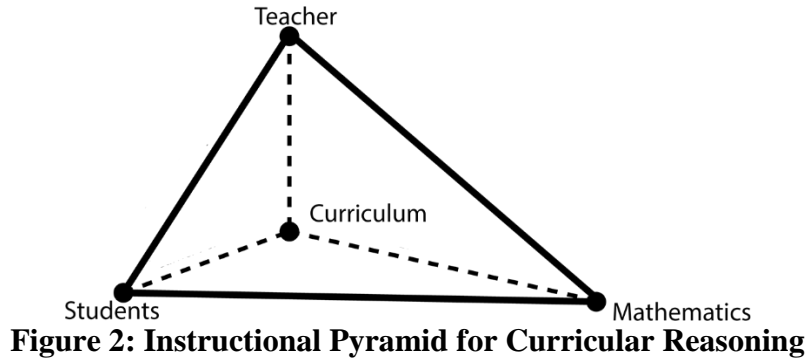 Teacher
Curriculum
Students
Mathematics
Figure 2: Instructional Pyramid for Curricular Reasoning